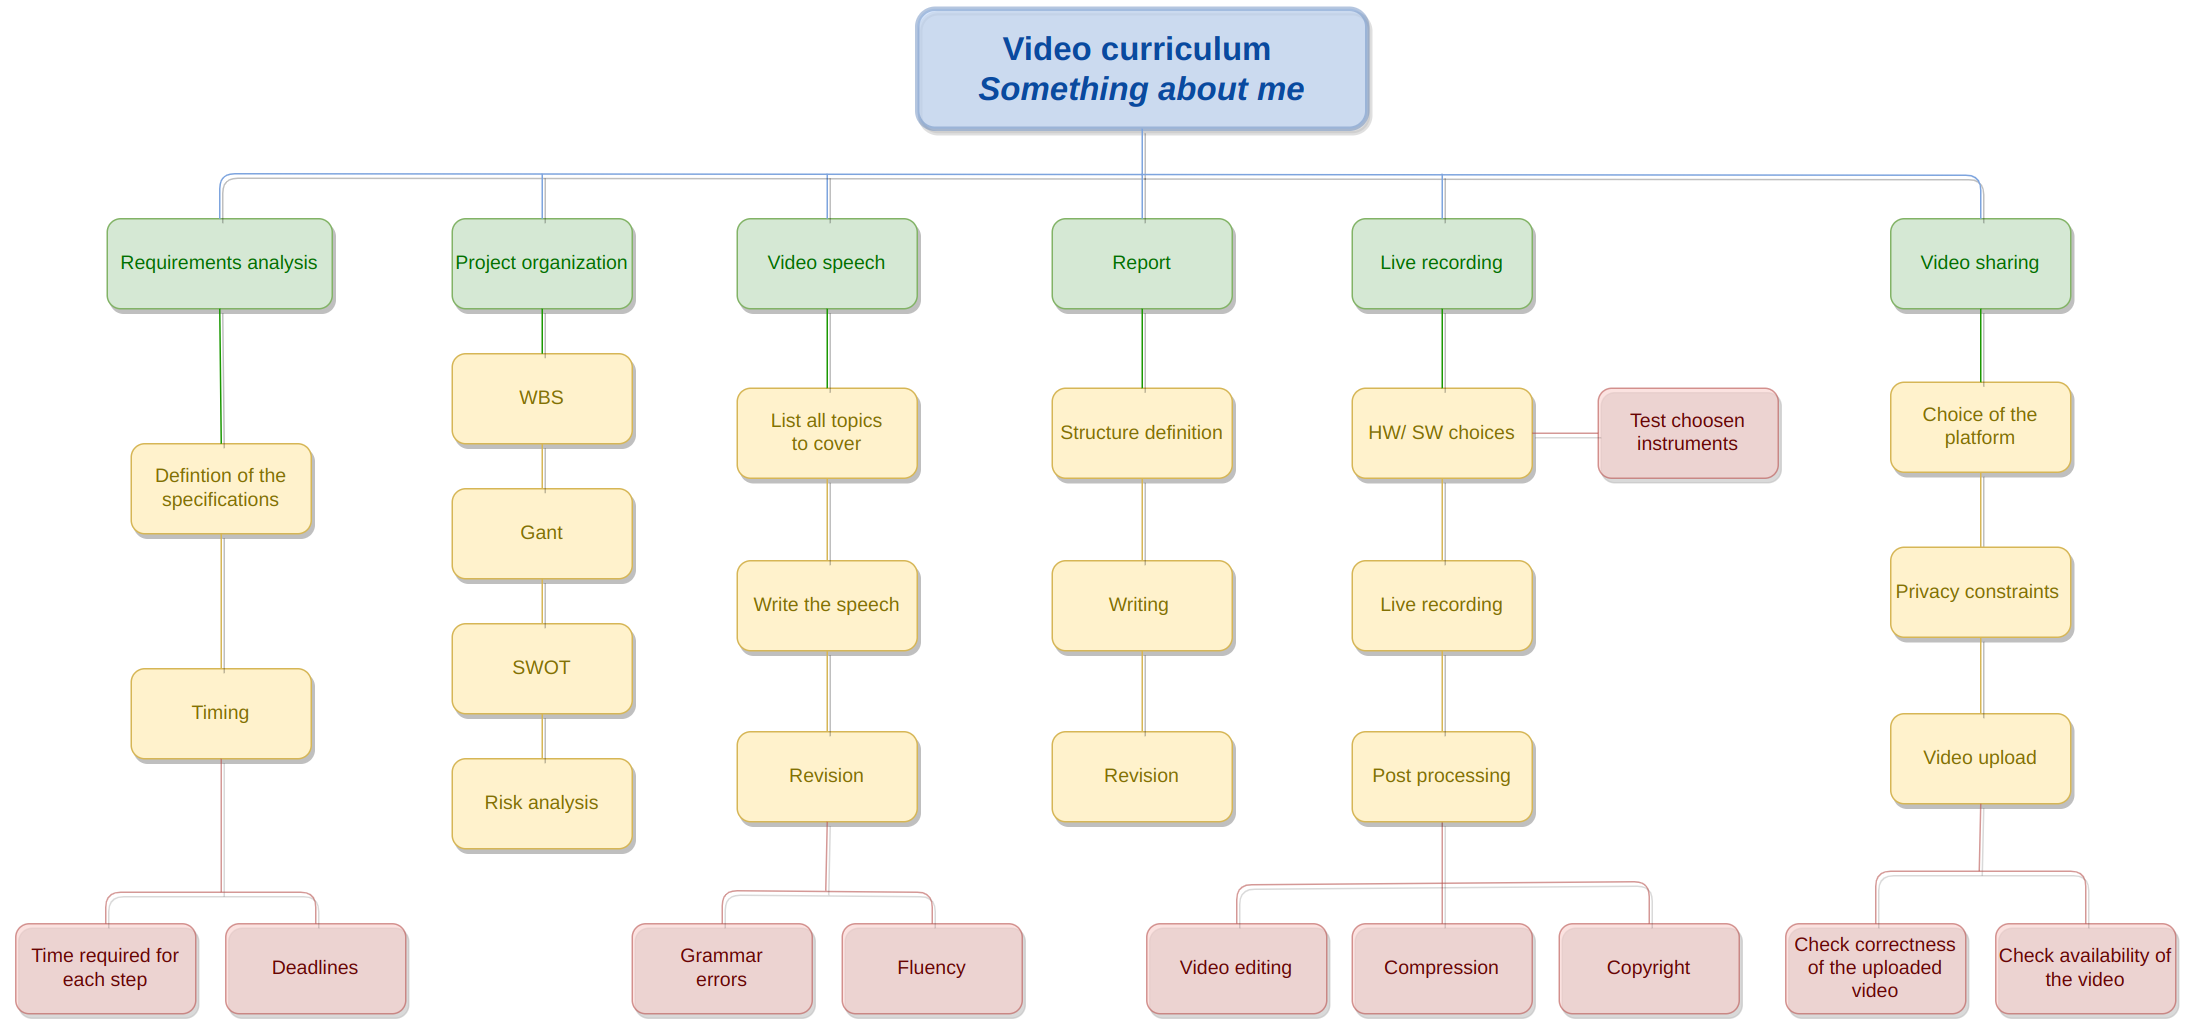 Video curriculum
Something about me
Requirements analysis
Project organization
Video speech
Report
Live recording
Video sharing
WBS
List all topics
to cover
Structure definition
HW/ SW choices
Test choosen
instruments
Choice of the
platform
Defintion of the
specifications
Gant
Write the speech
Writing
Live recording
Privacy constraints
SWOT
Timing
Revision
Revision
Post processing
Video upload
Risk analysis
Time required for
each step
Deadlines
Grammar
errors
Fluency
Video editing
Compression
Copyright
Check correctness
of the uploaded
video
Check availability of
the video